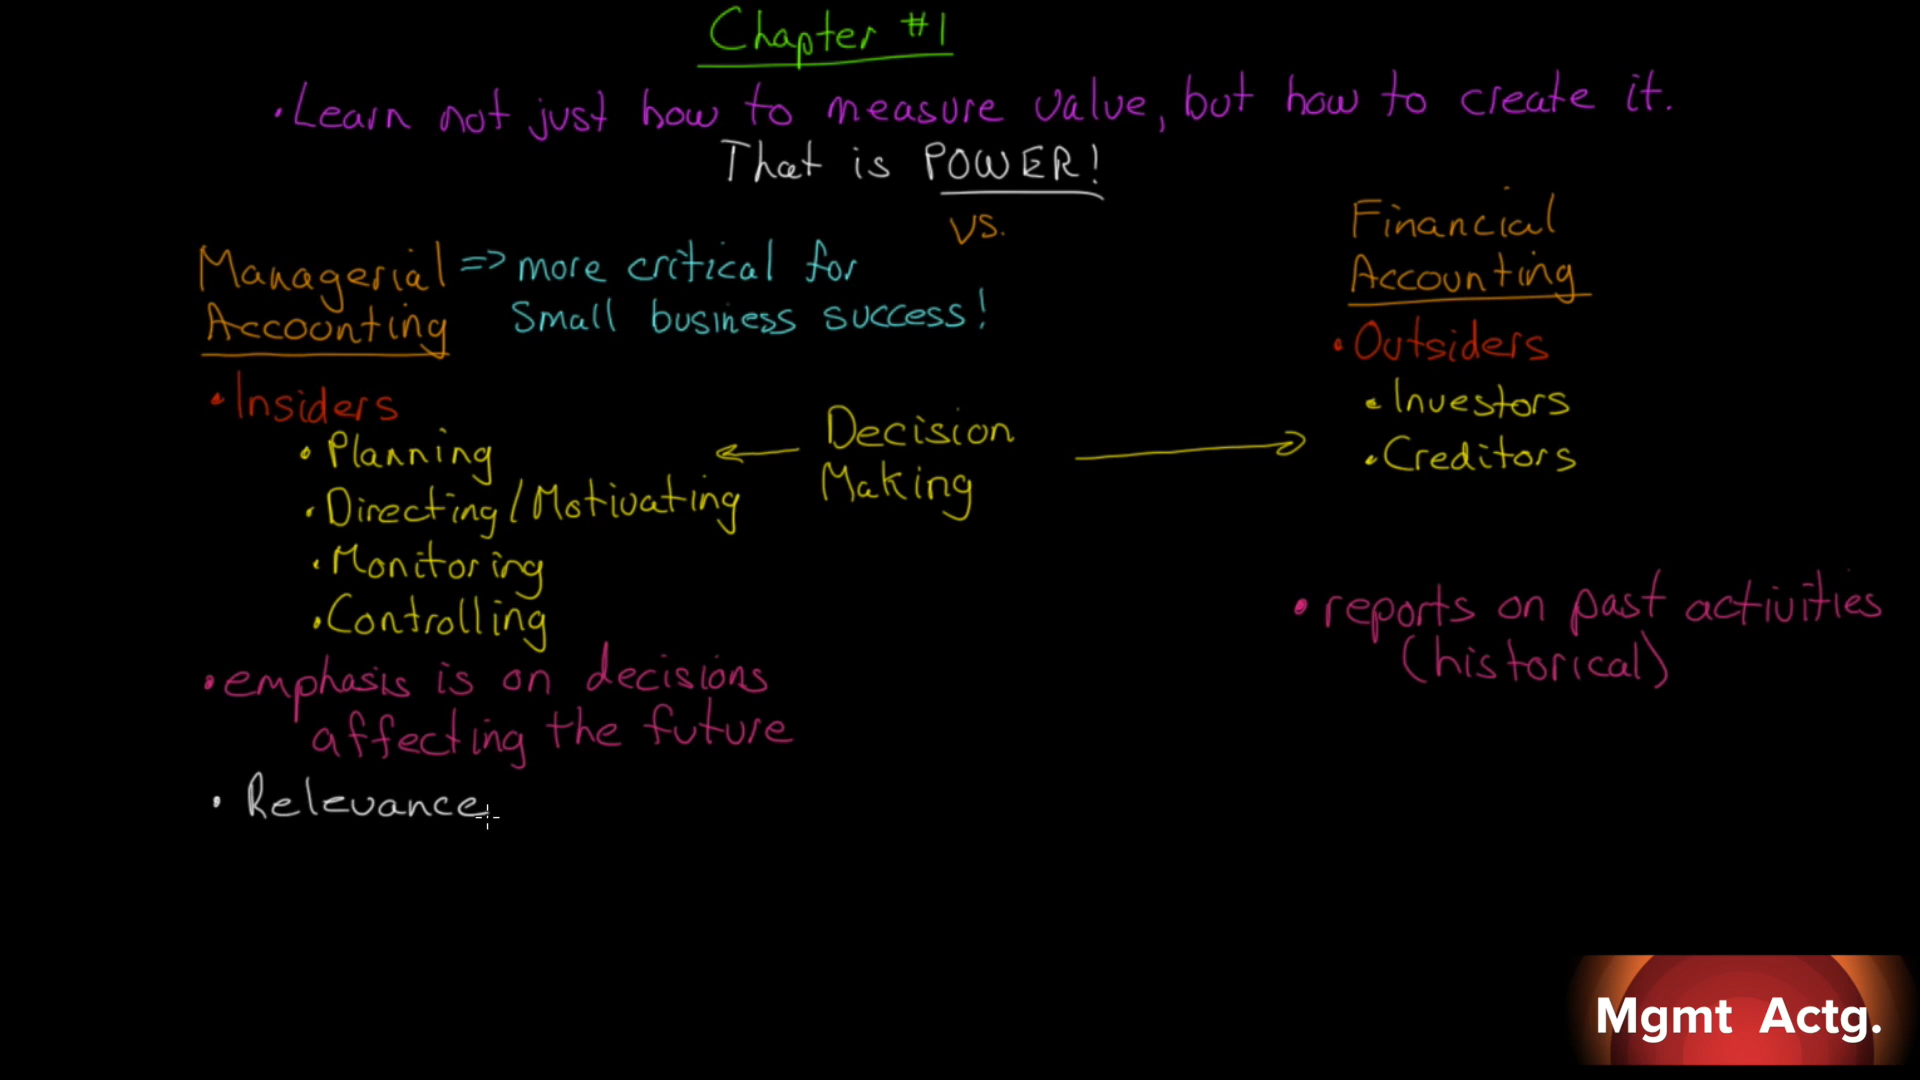 Chapter #1
• Learn not just how to measure value, but how to create it.
That is POWER!
vs.
Managerial => more critical for
Accounting small business success!
• Insiders
• Planning
• Directing/Motivating
• Monitoring
• Controlling
• emphasis is on decisions
affecting the future
• Relevance
Decision
Making
Financial
Accounting
• Outsiders
• Investors
• Creditors
• reports on past activities
(historical)
Mgmt Actg.